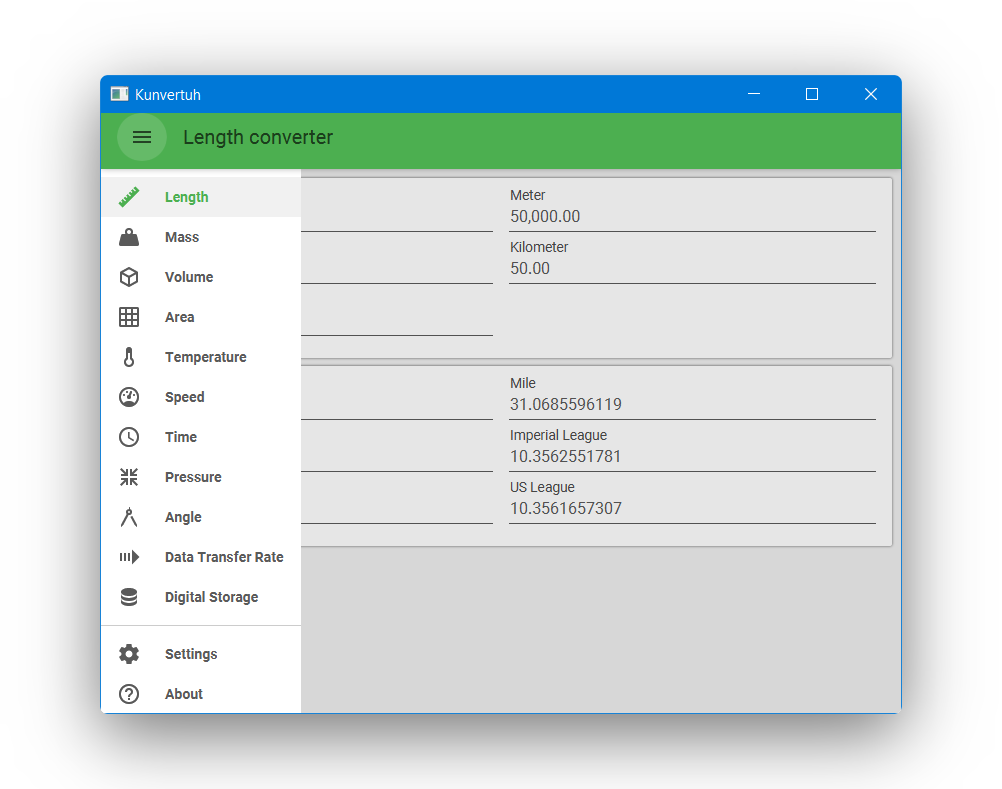 Kunvertuh
Length converter
Length
Mass
Volume
Area
Temperature
Speed
Time
Pressure
Angle
Data Transfer Rate
Digital Storage
Settings
About
Meter
50,000.00
Kilometer
50.00
Mile
31.0685596119
Imperial League
10.3562551781
US League
10.3561657307